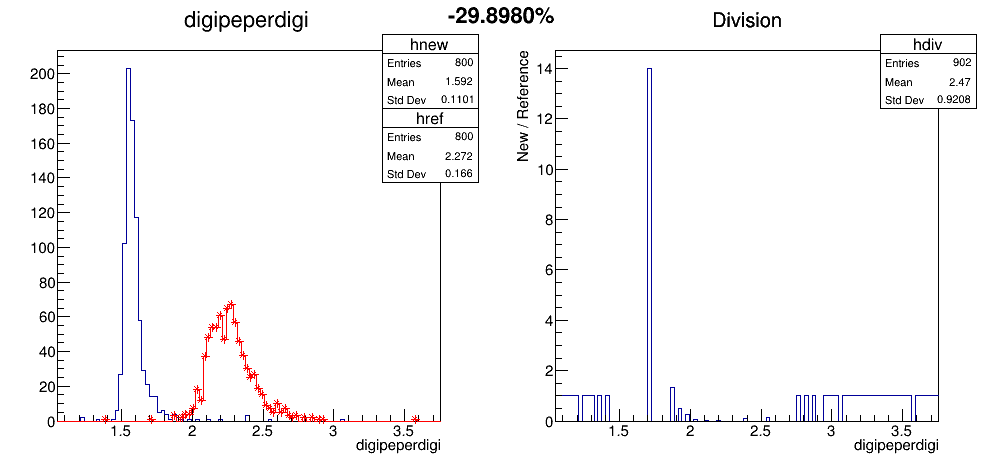 digipeperdigi
-29.8980%
Division
hnew
Entries 800
Mean 1.592
Std Dev 0.1101
href
Entries 800
Mean 2.272
Std Dev 0.166
200
180
160
140
120
100
80
60
40
20
0
1.5 2 2.5 3 3.5
digipeperdigi
hdiv
Entries 902
Mean 2.47
Std Dev 0.9208
New / Reference
14
12
10
8
6
4
2
0
1.5 2 2.5 3 3.5
digipeperdigi